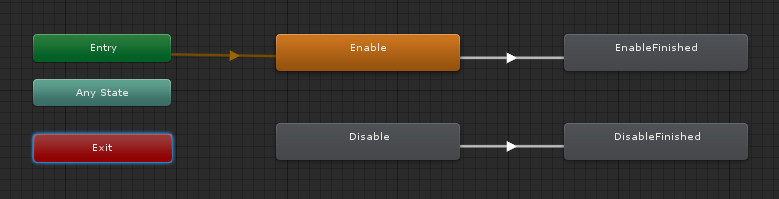 Entry
Enable
EnableFinished
Any State
Exit
Disable
DisableFinished